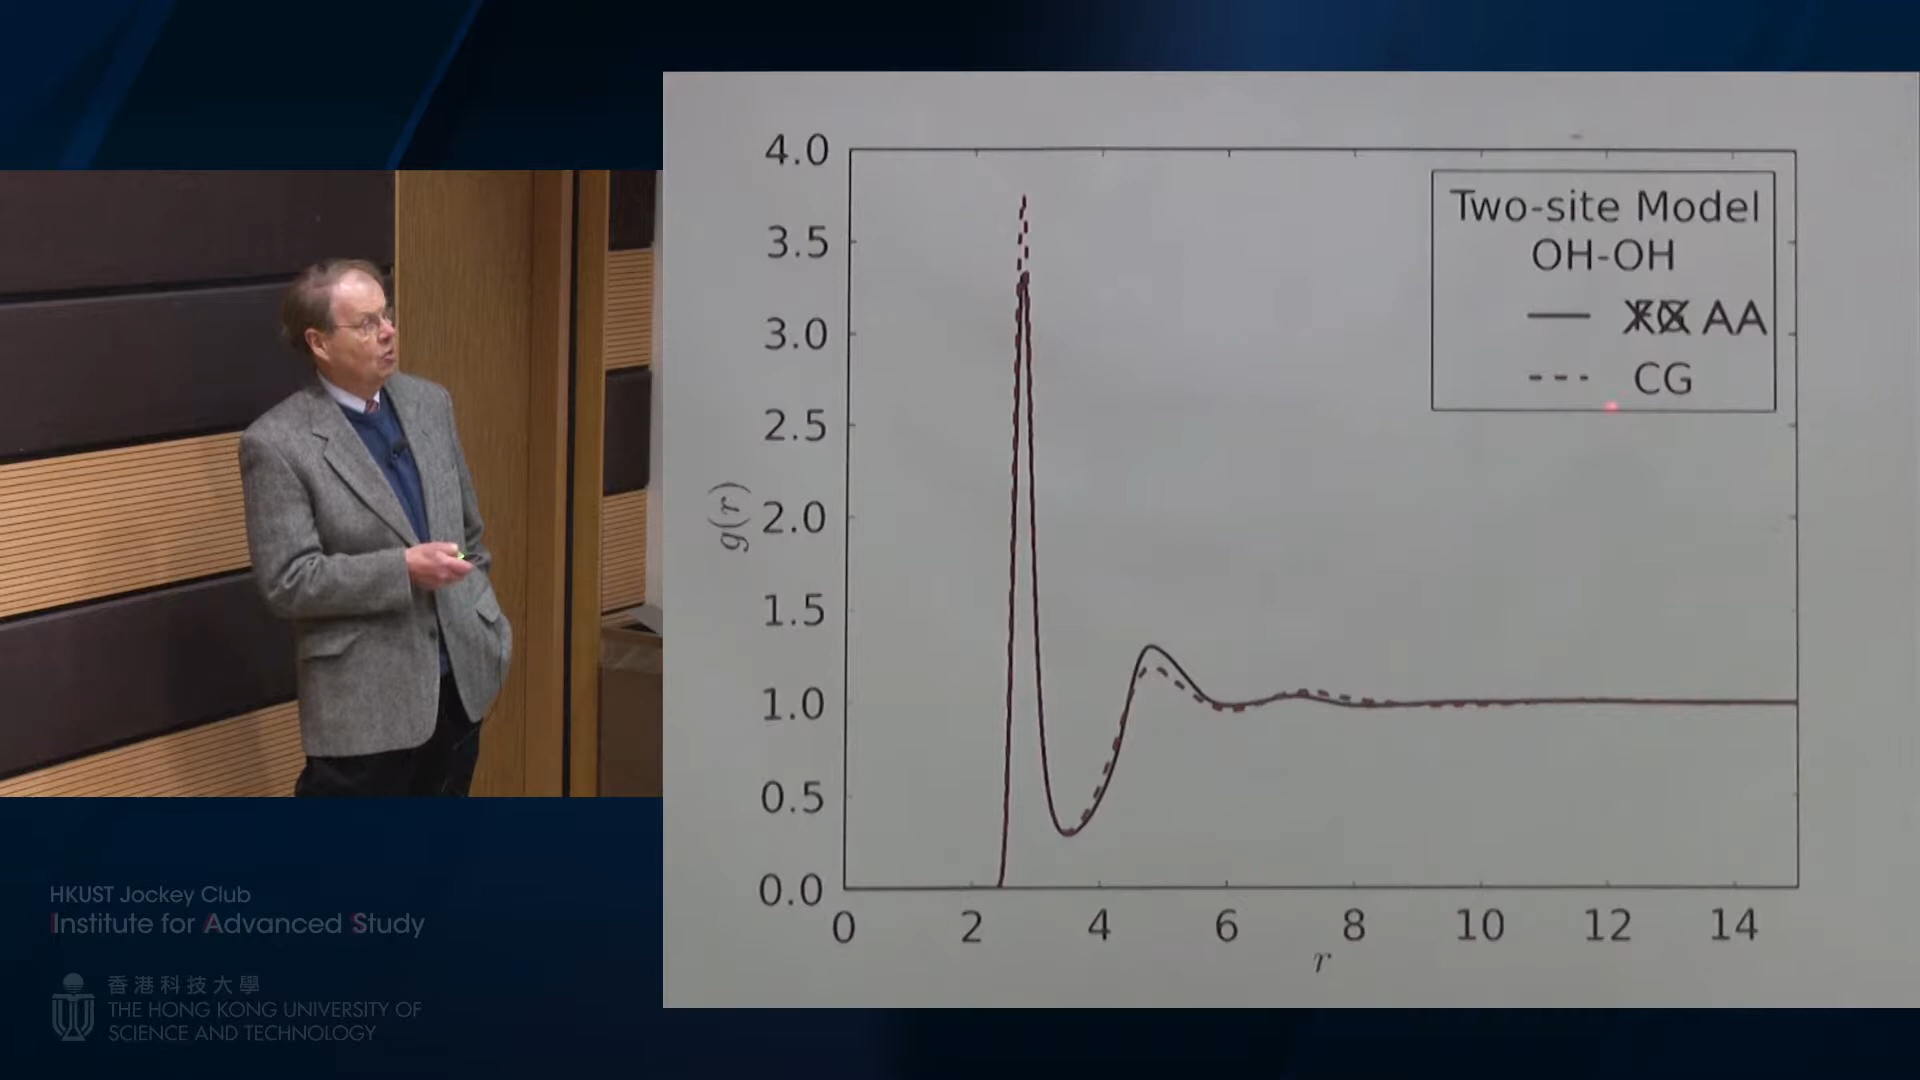 4.0
3.5
3.0
2.5
2.0
1.5
1.0
0.5
0.0
g(r)
0 2 4 6 8 10 12 14
r
Two-site Model
OH-OH
AA
CG
HKUST Jockey Club
Institute for Advanced Study
香港科技大學
THE HONG KONG UNIVERSITY OF
SCIENCE AND TECHNOLOGY